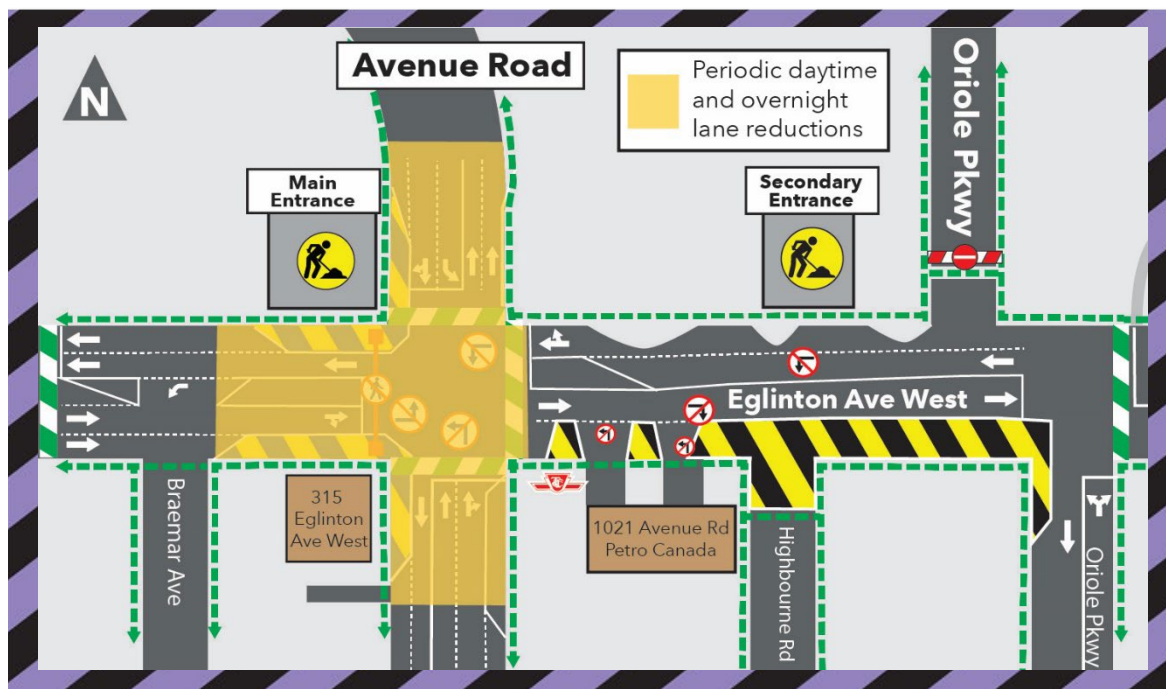 Avenue Road
N
Periodic daytime
and overnight
lane reductions
Oriole Pkwy
Main
Entrance
Secondary
Entrance
Eglinton Ave West
315
Eglinton
Ave West
1021 Avenue Rd
Petro Canada
Braemar Ave
Highbourne Rd
Oriole Pkwy